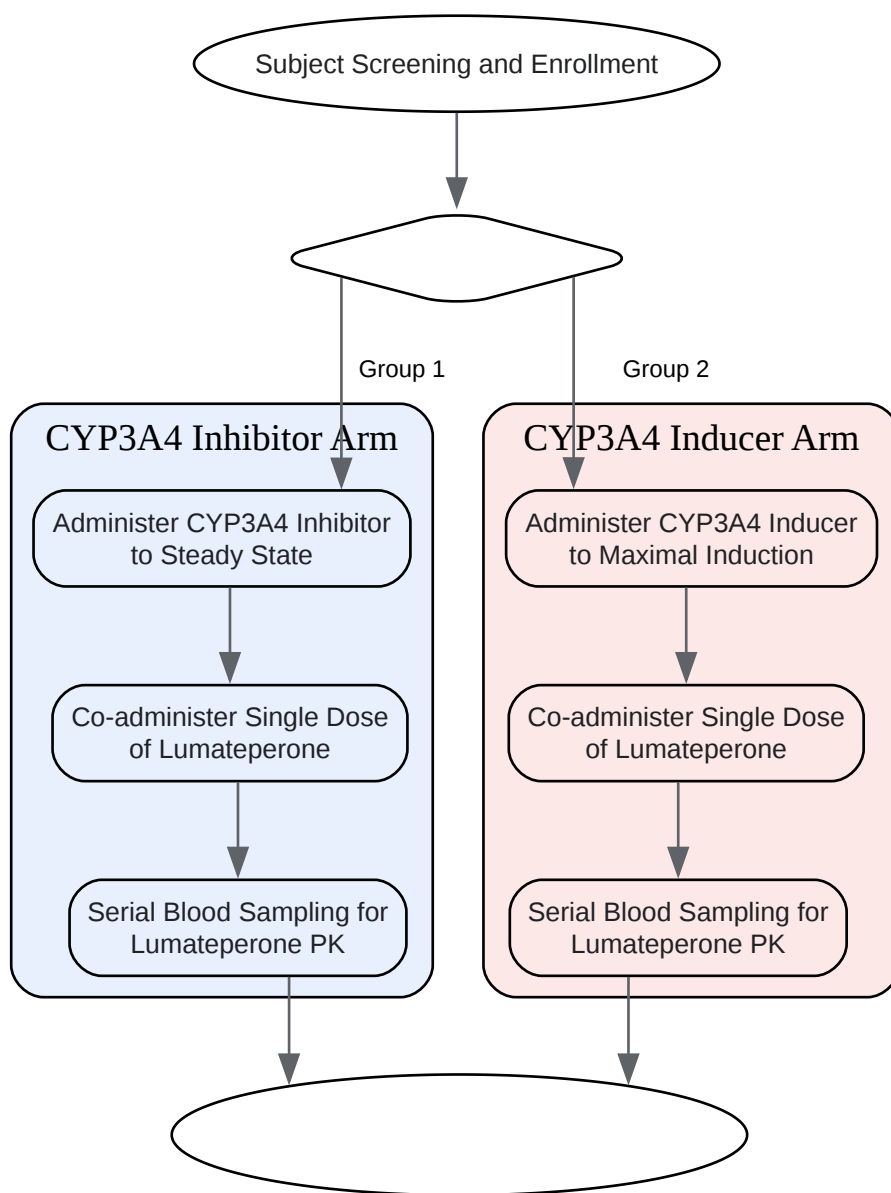 Subject Screening and Enrollment
Group 1
Group 2
CYP3A4 Inhibitor Arm
Administer CYP3A4 Inhibitor
to Steady State
Co-administer Single Dose
of Lumateperone
Serial Blood Sampling for
Lumateperone PK
CYP3A4 Inducer Arm
Administer CYP3A4 Inducer
to Maximal Induction
Co-administer Single Dose
of Lumateperone
Serial Blood Sampling for
Lumateperone PK